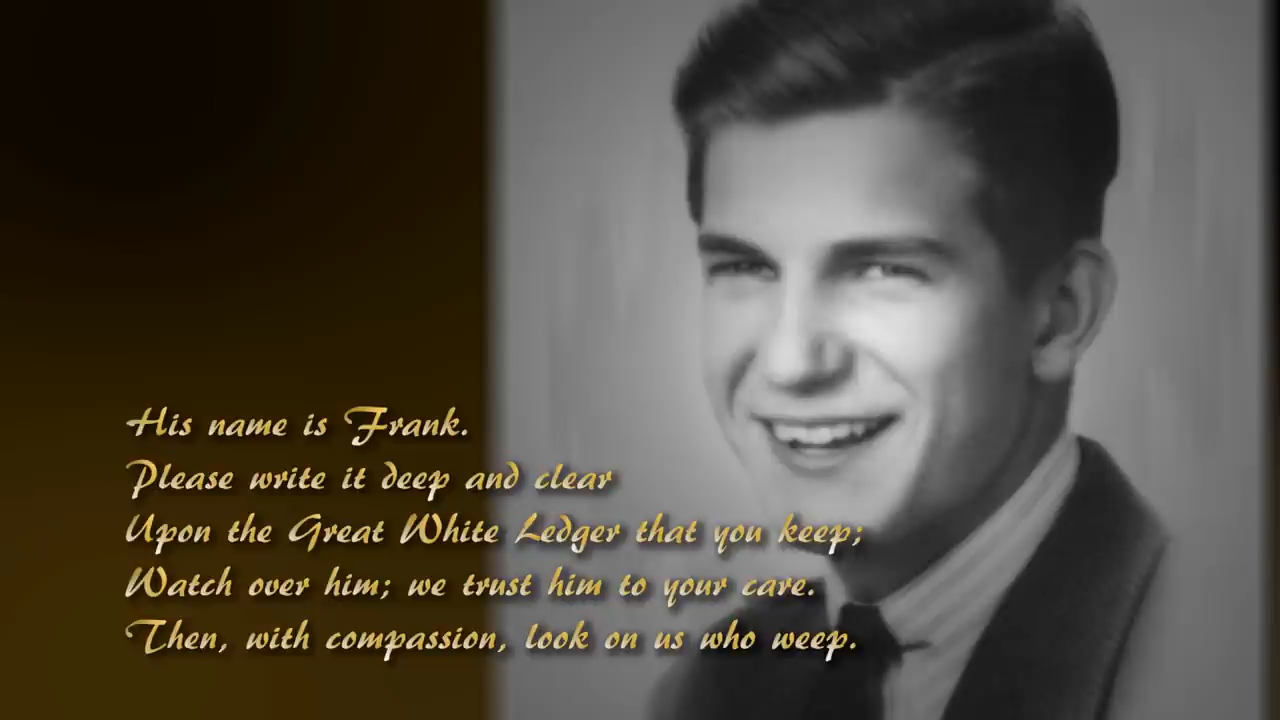 His name is Frank.
Please write it deep and clear
Upon the Great White Ledger that you keep;
Watch over him; we trust him to your care.
Then, with compassion, look on us who weep.